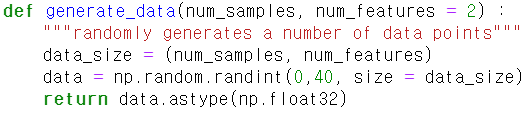 def generate_data(num_samples, num_features = 2) :
    """randomly generates a number of data points"""
    data_size = (num_samples, num_features)
    data = np.random.randint(0,40, size = data_size)
    return data.astype(np.float32)